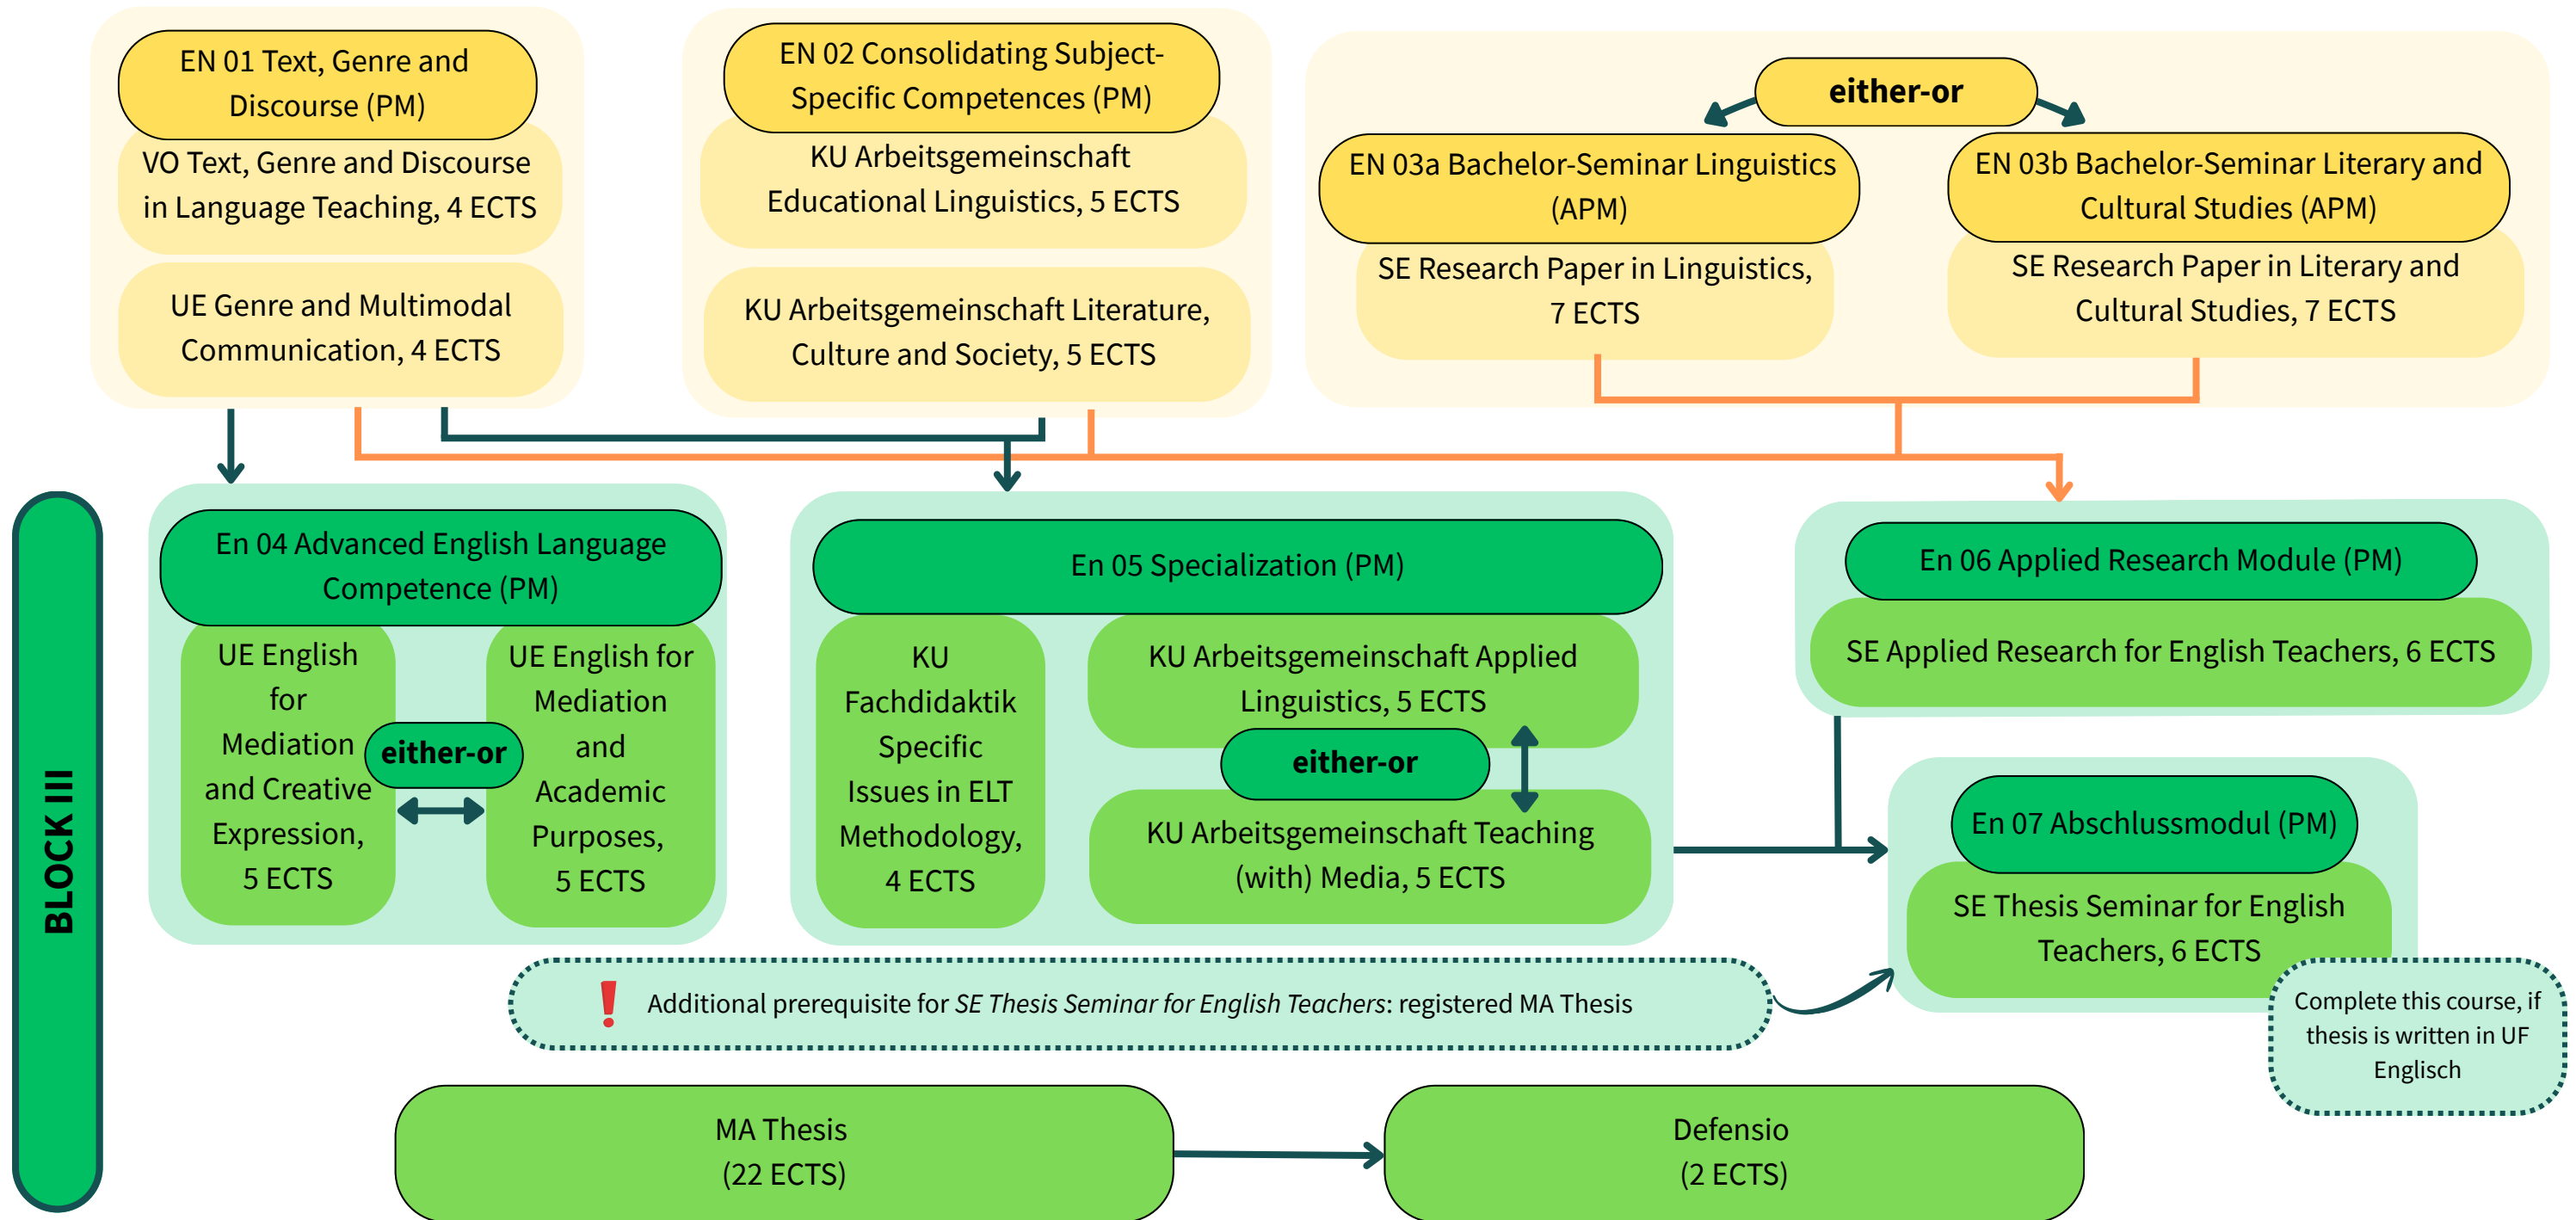 EN 01 Text, Genre and
Discourse (PM)
VO Text, Genre and Discourse
in Language Teaching, 4 ECTS
UE Genre and Multimodal
Communication, 4 ECTS
EN 02 Consolidating Subject-
Specific Competences (PM)
KU Arbeitsgemeinschaft
Educational Linguistics, 5 ECTS
KU Arbeitsgemeinschaft Literature,
Culture and Society, 5 ECTS
either-or
EN 03a Bachelor-Seminar Linguistics
(APM)
SE Research Paper in Linguistics,
7 ECTS
EN 03b Bachelor-Seminar Literary and
Cultural Studies (APM)
SE Research Paper in Literary and
Cultural Studies, 7 ECTS
BLOCK III
En 04 Advanced English Language
Competence (PM)
UE English
for
Mediation
and Creative
Expression,
5 ECTS
either-or
UE English for
Mediation
and
Academic
Purposes,
5 ECTS
En 05 Specialization (PM)
KU
Fachdidaktik
Specific
Issues in ELT
Methodology,
4 ECTS
KU Arbeitsgemeinschaft Applied
Linguistics, 5 ECTS
either-or
KU Arbeitsgemeinschaft Teaching
(with) Media, 5 ECTS
En 06 Applied Research Module (PM)
SE Applied Research for English Teachers, 6 ECTS
En 07 Abschlussmodul (PM)
SE Thesis Seminar for English
Teachers, 6 ECTS
Complete this course, if
thesis is written in UF
Englisch
❗ Additional prerequisite for SE Thesis Seminar for English Teachers: registered MA Thesis
MA Thesis
(22 ECTS)
Defensio
(2 ECTS)